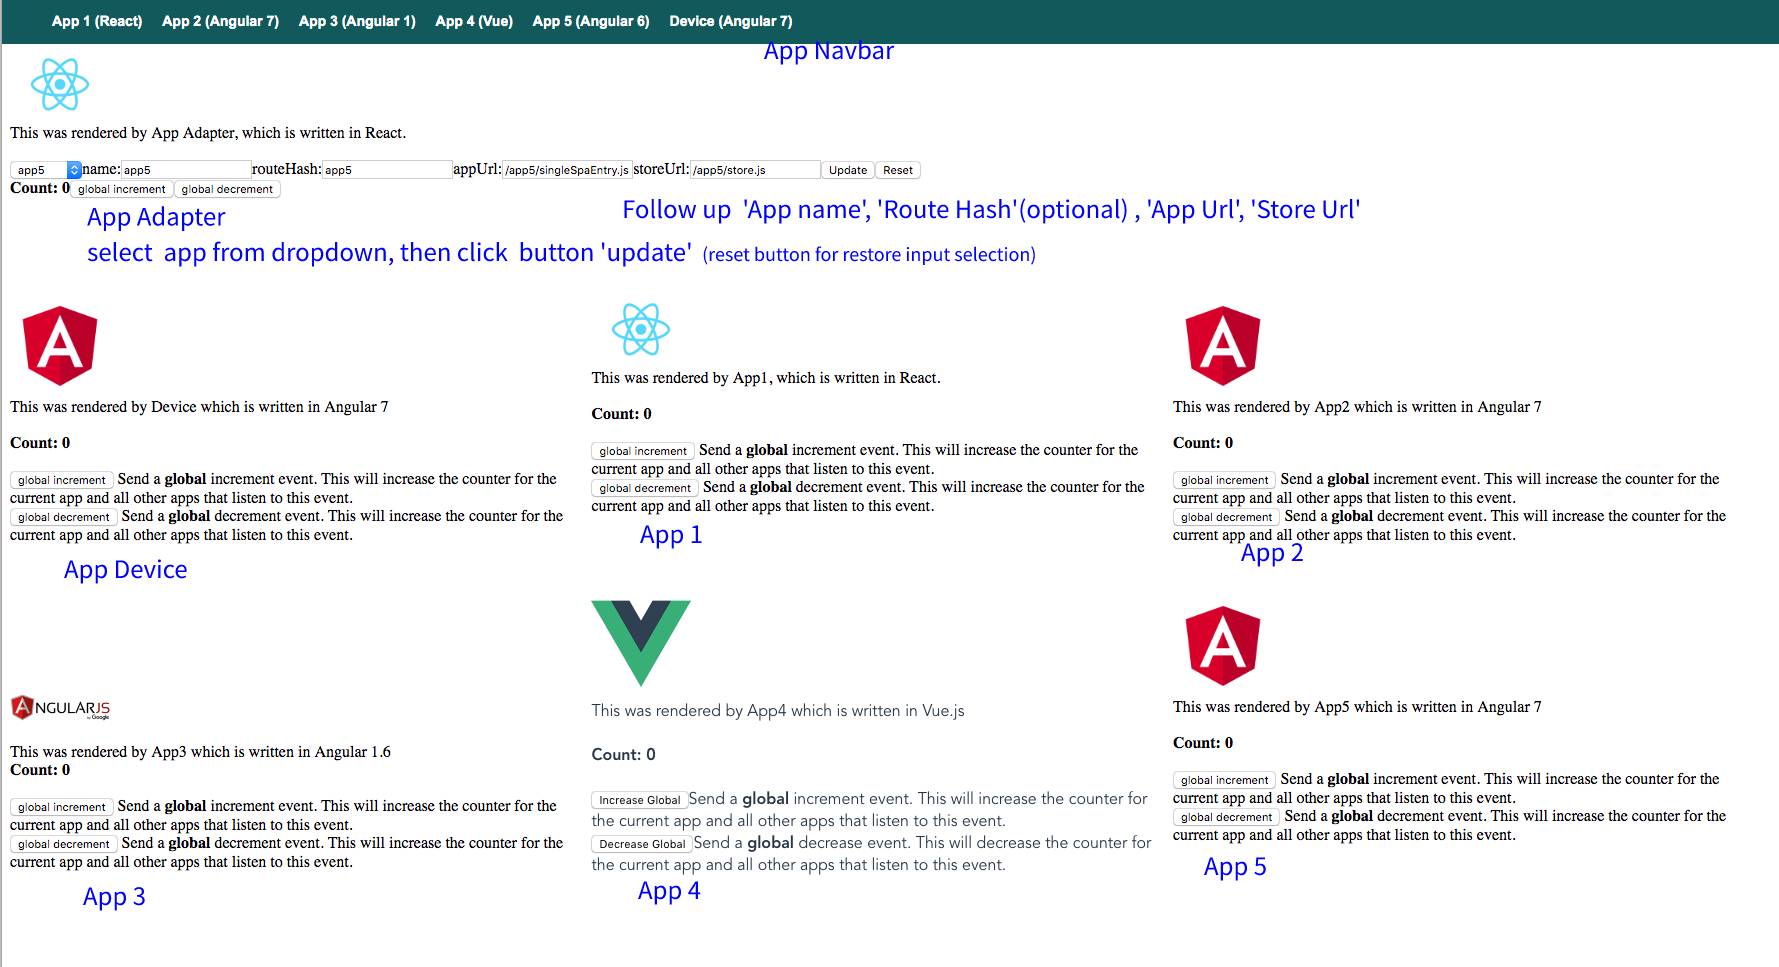 App 1 (React) App 2 (Angular 7) App 3 (Angular 1) App 4 (Vue) App 5 (Angular 6) Device (Angular 7)
App Navbar
This was rendered by App Adapter, which is written in React.
app5 name: app5 routeHash: app5 appUrl: /app5/singleSpaEntry.js storeUrl: /app5/store.js Update Reset
Count: 0 global increment global decrement
App Adapter
Follow up 'App name', 'Route Hash'(optional) , 'App Url', 'Store Url'
select app from dropdown, then click button 'update' (reset button for restore input selection)
This was rendered by Device which is written in Angular 7
Count: 0
global increment Send a global increment event. This will increase the counter for the
current app and all other apps that listen to this event.
global decrement Send a global decrement event. This will increase the counter for the
current app and all other apps that listen to this event.
App Device
This was rendered by App1, which is written in React.
Count: 0
global increment Send a global increment event. This will increase the counter for the
current app and all other apps that listen to this event.
global decrement Send a global decrement event. This will increase the counter for the
current app and all other apps that listen to this event.
App 1
This was rendered by App2 which is written in Angular 7
Count: 0
global increment Send a global increment event. This will increase the counter for the
current app and all other apps that listen to this event.
global decrement Send a global decrement event. This will increase the counter for the
current app and all other apps that listen to this event.
App 2
ANGULARJS
by Google
This was rendered by App3 which is written in Angular 1.6
Count: 0
global increment Send a global increment event. This will increase the counter for the
current app and all other apps that listen to this event.
global decrement Send a global decrement event. This will increase the counter for the
current app and all other apps that listen to this event.
App 3
This was rendered by App4 which is written in Vue.js
Count: 0
Increase Global Send a global increment event. This will increase the counter for
the current app and all other apps that listen to this event.
Decrease Global Send a global decrease event. This will decrease the counter for
the current app and all other apps that listen to this event.
App 4
This was rendered by App5 which is written in Angular 7
Count: 0
global increment Send a global increment event. This will increase the counter for the
current app and all other apps that listen to this event.
global decrement Send a global decrement event. This will increase the counter for the
current app and all other apps that listen to this event.
App 5